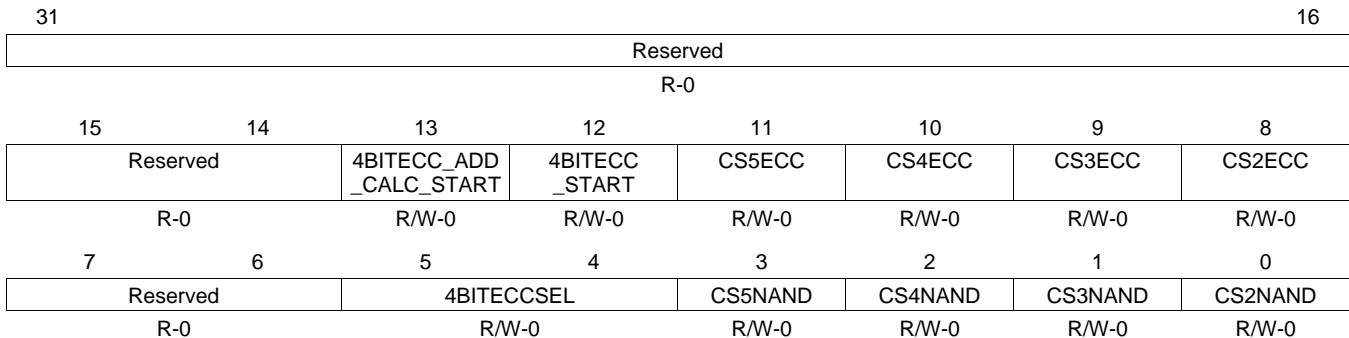 31 16
Reserved
R-0
15 14 13 12 11 10 9 8
Reserved 4BITECC_ADD 4BITECC CS5ECC CS4ECC CS3ECC CS2ECC
_CALC_START _START
R-0 R/W-0 R/W-0 R/W-0 R/W-0 R/W-0 R/W-0
7 6 5 4 3 2 1 0
Reserved 4BITECCSEL CS5NAND CS4NAND CS3NAND CS2NAND
R-0 R/W-0 R/W-0 R/W-0 R/W-0 R/W-0